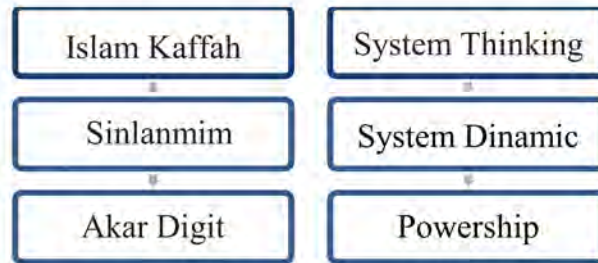 Islam Kaffah
Sinlanmim
Akar Digit
System Thinking
System Dinamic
Powership